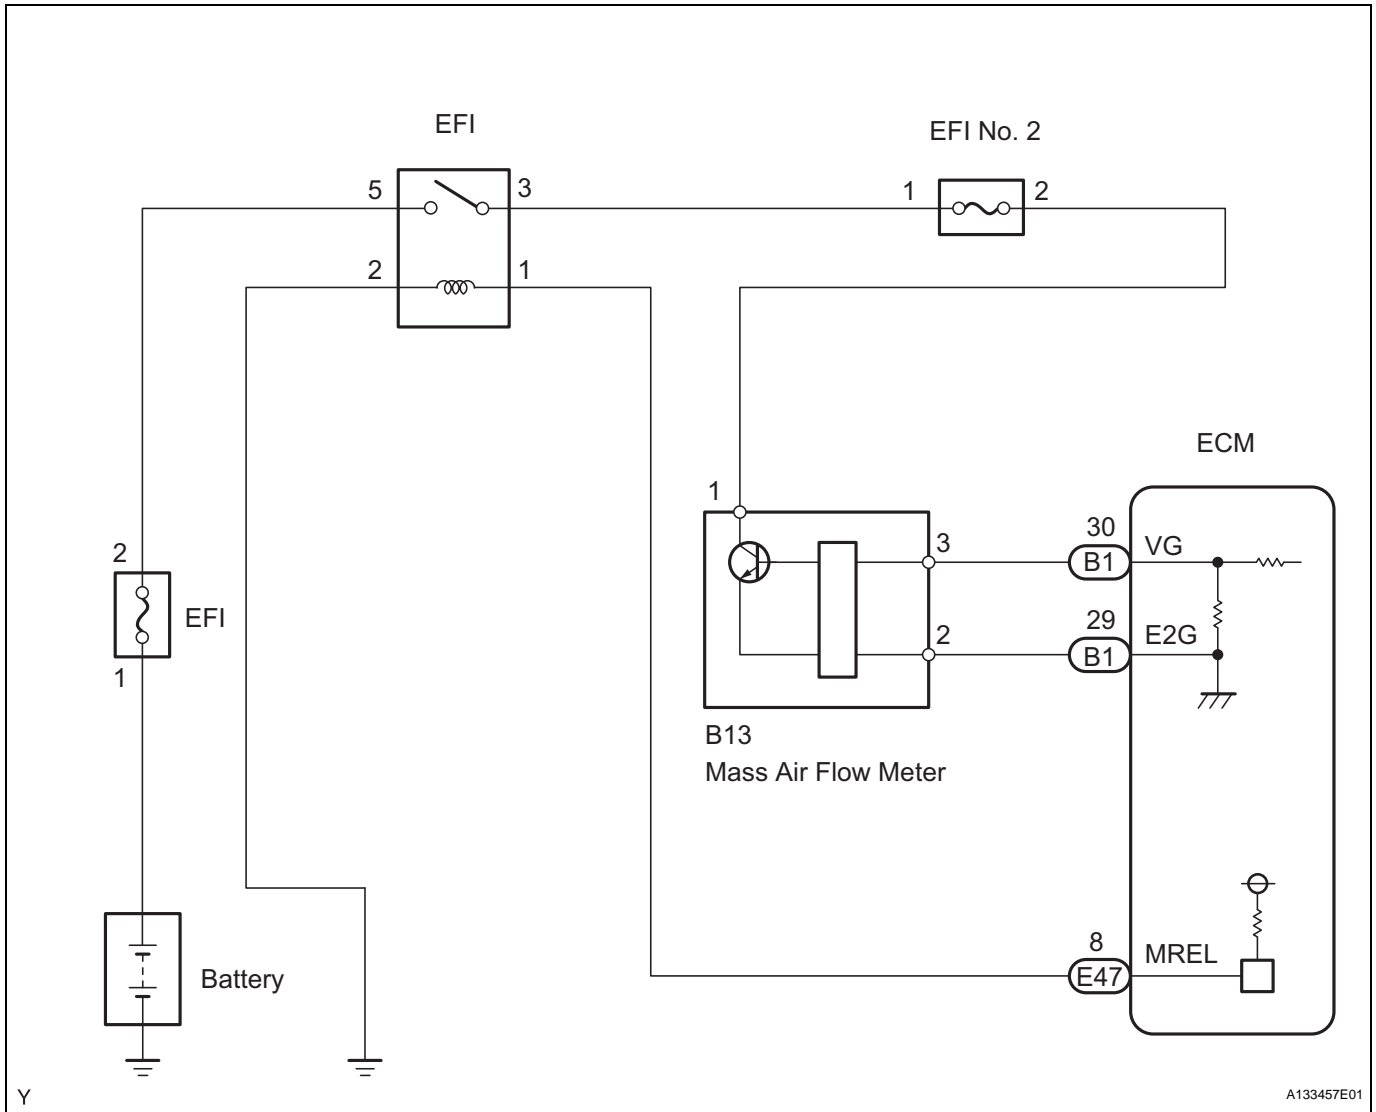 EFI
EFI No. 2
5
3
1
2
2
1
ECM
1
2
EFI
1
3
30
B1
VG
2
29
B1
E2G
B13
Mass Air Flow Meter
8
E47
MREL
Battery
Y
A133457E01